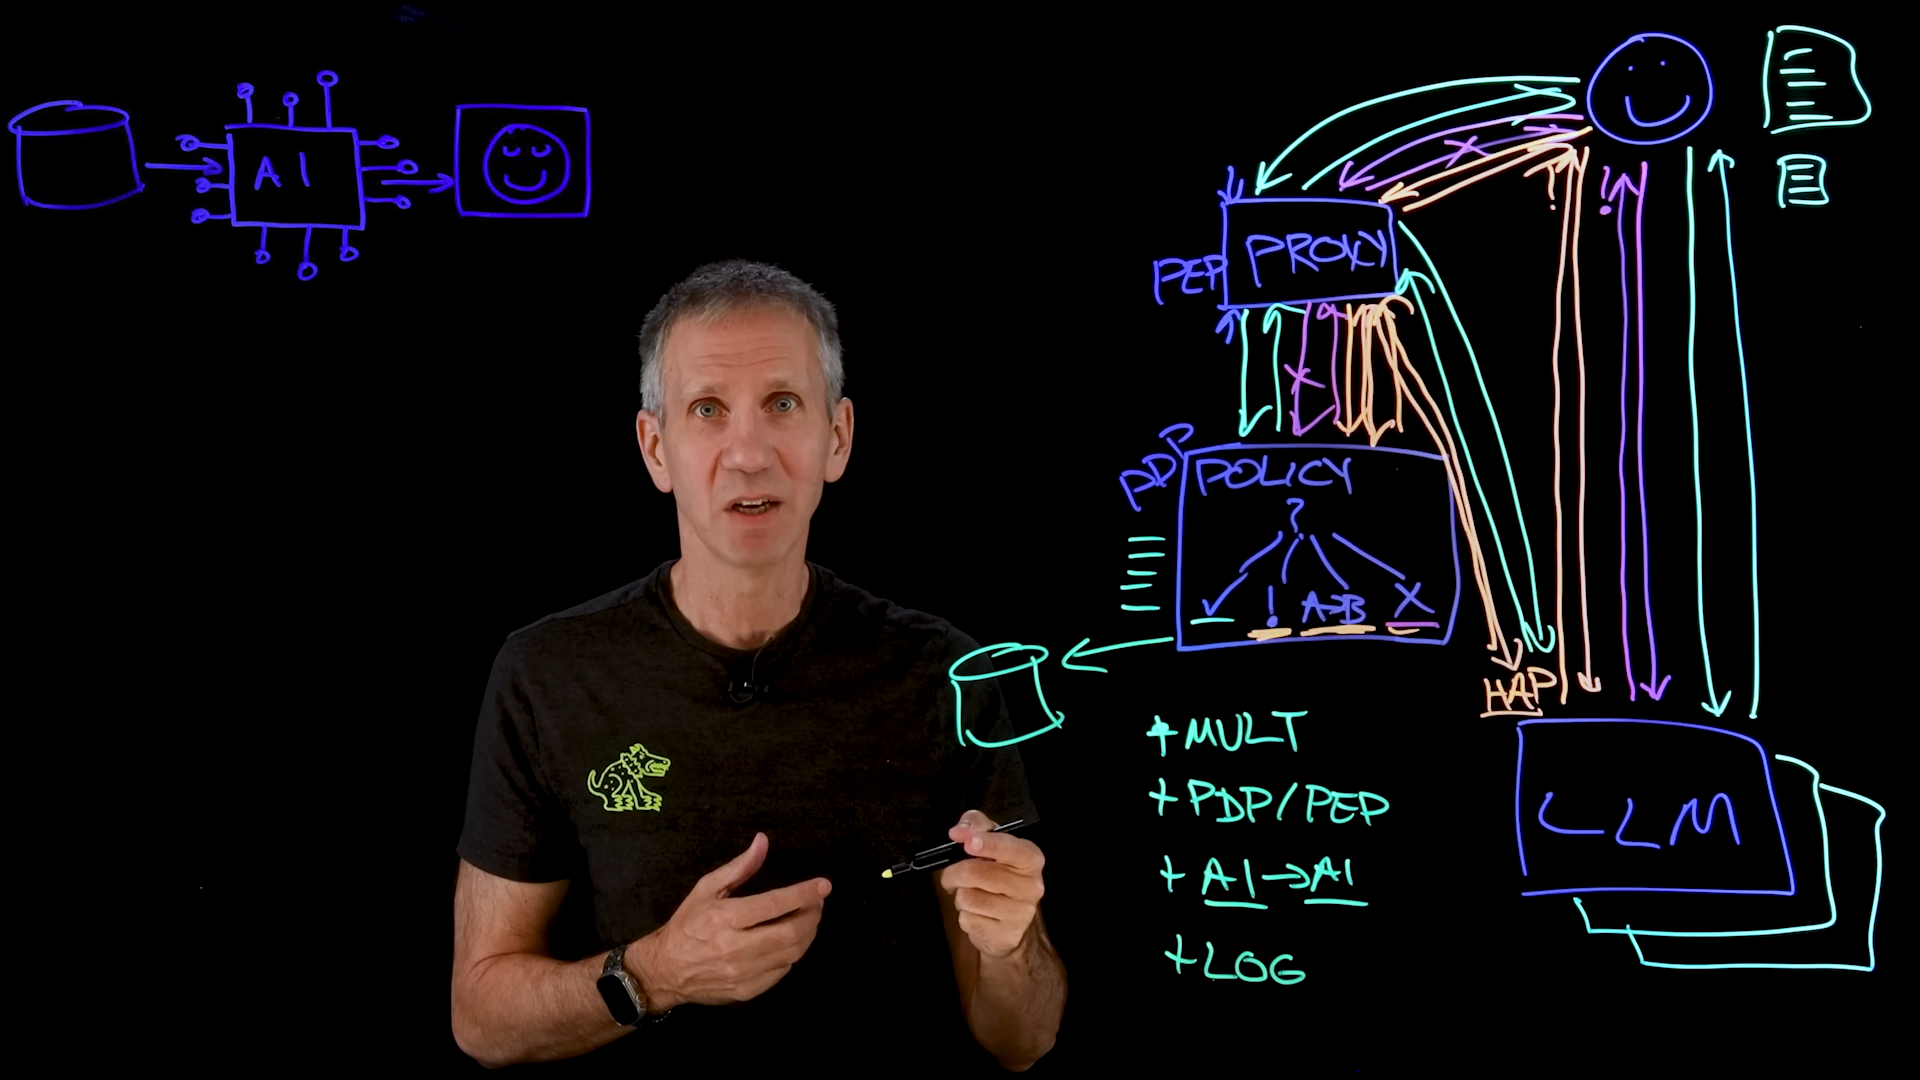 AI
PROXY
PEP
PDP
POLICY
?
! A→B X
HAP
LLM
+ MULT
+ PDP/PEP
+ AI→AI
+ LOG